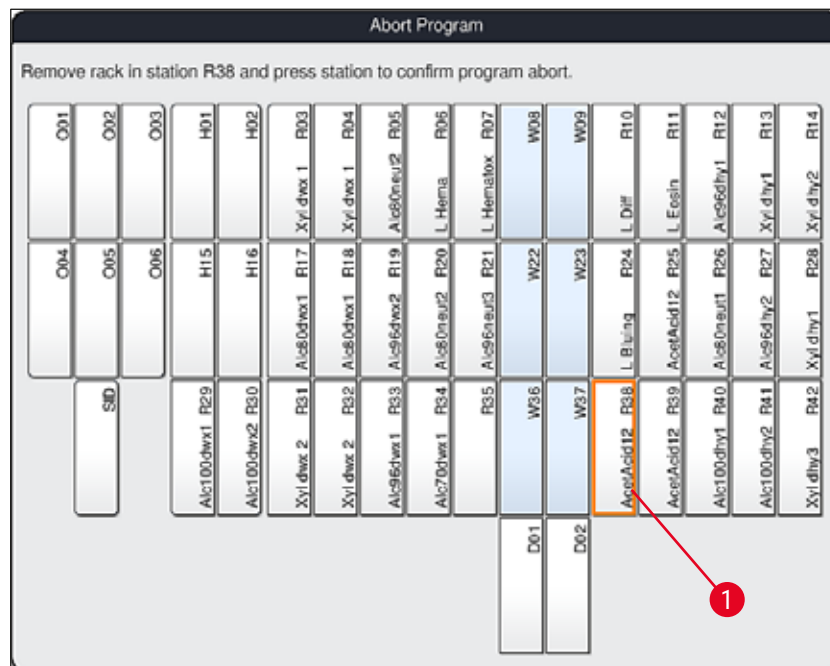 Abort Program
Remove rack in station R38 and press station to confirm program abort.
O01
O02
O03
H01
H02
Xyl dwx 1 R03
Xyl dwx 1 R04
Alc80neut2 R05
L Hema R06
L Hematox R07
W08
W09
L Diff R10
L Eosin R11
Alc96dhy1 R12
Xyl dhy1 R13
Xyl dhy2 R14
O04
O05
O06
H15
H16
Alc80dwx1 R17
Alc80dwx1 R18
Alc96dwx2 R19
Alc80neut2 R20
Alc96neut3 R21
W22
W23
L Bluing R24
AcetAcid12 R25
Alc80neut1 R26
Alc96dhy2 R27
Xyl dhy1 R28
SID
Alc100dwx1 R29
Alc100dwx2 R30
Xyl dwx 2 R31
Xyl dwx 2 R32
Alc96dwx1 R33
Alc70dwx1 R34
R35
W36
W37
AcetAcid12 R38
AcetAcid12 R39
Alc100dhy1 R40
Alc100dhy2 R41
Xyl dhy3 R42
D01
D02
1